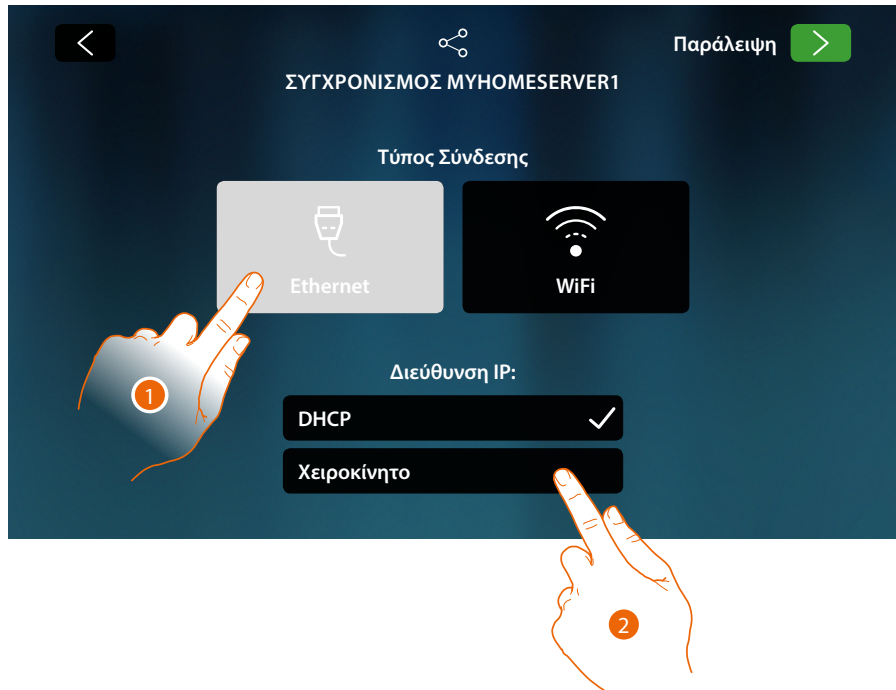 Παράλειψη
ΣΥΓΧΡΟΝΙΣΜΟΣ MYHOMESERVER1
Τύπος Σύνδεσης
Ethernet
WiFi
1
Διεύθυνση IP:
DHCP
Χειροκίνητο
2